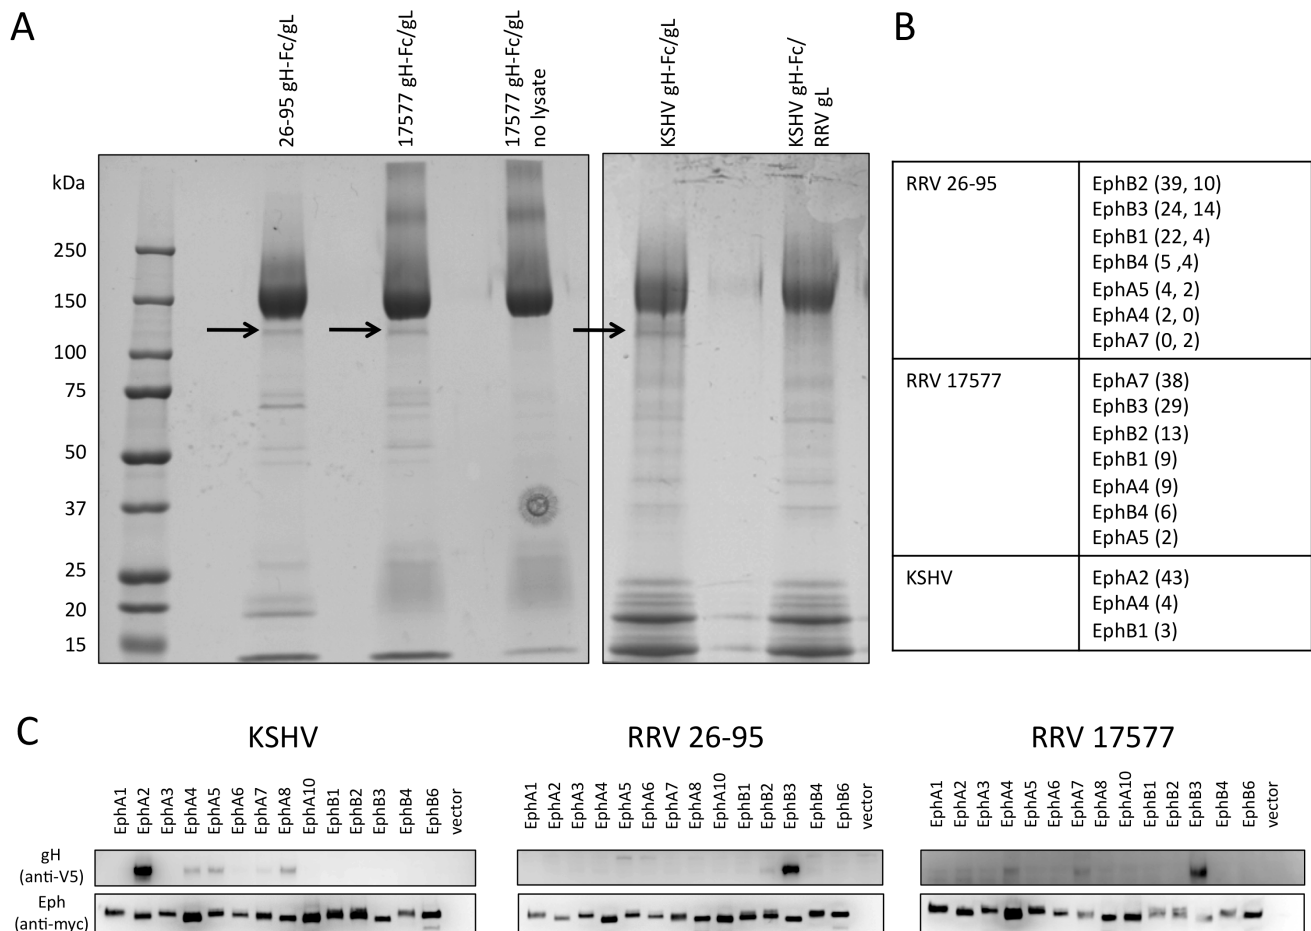 A
B
26-95 gH-Fc/gL
17577 gH-Fc/gL
17577 gH-Fc/gL
no lysate
KSHV gH-Fc/gL
KSHV gH-Fc/
RRV gL
kDa
250
150
100
75
50
37
25
20
15
RRV 26-95
EphB2 (39, 10)
EphB3 (24, 14)
EphB1 (22, 4)
EphB4 (5 ,4)
EphA5 (4, 2)
EphA4 (2, 0)
EphA7 (0, 2)
RRV 17577
EphA7 (38)
EphB3 (29)
EphB2 (13)
EphB1 (9)
EphA4 (9)
EphB4 (6)
EphA5 (2)
KSHV
EphA2 (43)
EphA4 (4)
EphB1 (3)
C
KSHV
RRV 26-95
RRV 17577
EphA1
EphA2
EphA3
EphA4
EphA5
EphA6
EphA7
EphA8
EphA10
EphB1
EphB2
EphB3
EphB4
EphB6
vector
EphA1
EphA2
EphA3
EphA4
EphA5
EphA6
EphA7
EphA8
EphA10
EphB1
EphB2
EphB3
EphB4
EphB6
vector
EphA1
EphA2
EphA3
EphA4
EphA5
EphA6
EphA7
EphA8
EphA10
EphB1
EphB2
EphB3
EphB4
EphB6
vector
gH
(anti-V5)
Eph
(anti-myc)